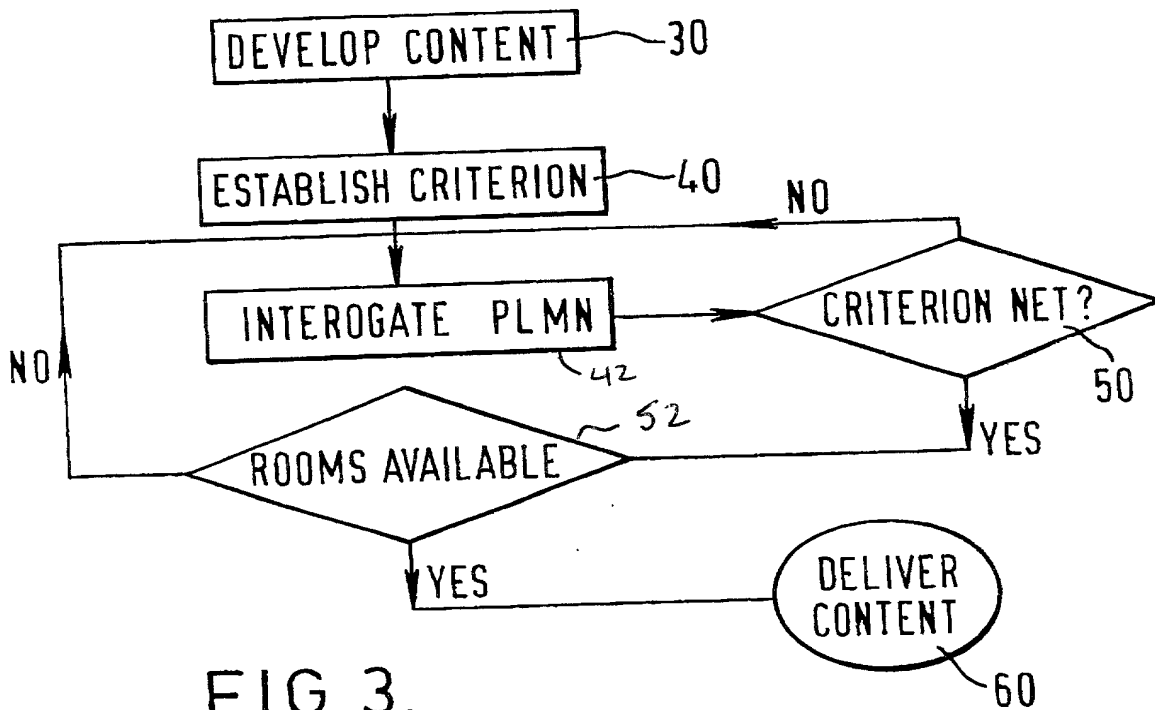 DEVELOP CONTENT
30
ESTABLISH CRITERION
40
NO
INTEROGATE PLMN
42
CRITERION NET?
50
NO
52
ROOMS AVAILABLE
YES
YES
DELIVER
CONTENT
60
FIG 3.